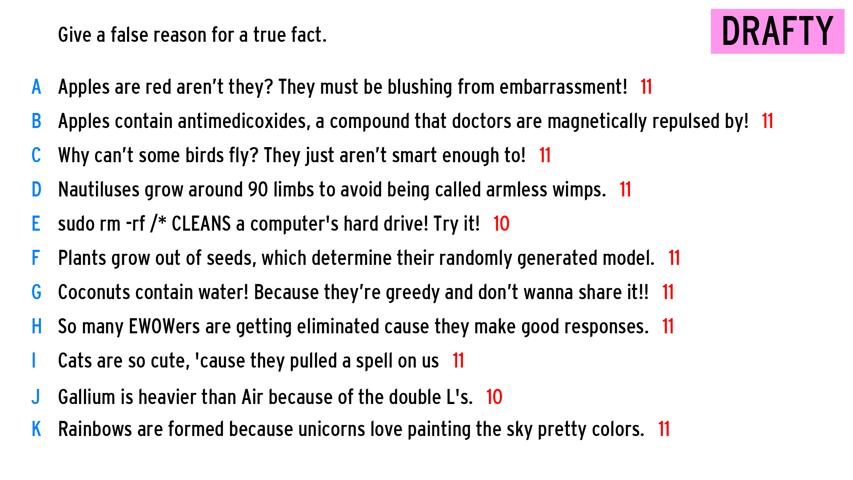 Give a false reason for a true fact.
DRAFTY
A Apples are red aren't they? They must be blushing from embarrassment! 11
B Apples contain antimedicoxides, a compound that doctors are magnetically repulsed by! 11
C Why can't some birds fly? They just aren't smart enough to! 11
D Nautiluses grow around 90 limbs to avoid being called armless wimps. 11
E sudo rm -rf /* CLEANS a computer's hard drive! Try it! 10
F Plants grow out of seeds, which determine their randomly generated model. 11
G Coconuts contain water! Because they're greedy and don't wanna share it!! 11
H So many EWOWers are getting eliminated cause they make good responses. 11
I Cats are so cute, 'cause they pulled a spell on us 11
J Gallium is heavier than Air because of the double L's. 10
K Rainbows are formed because unicorns love painting the sky pretty colors. 11